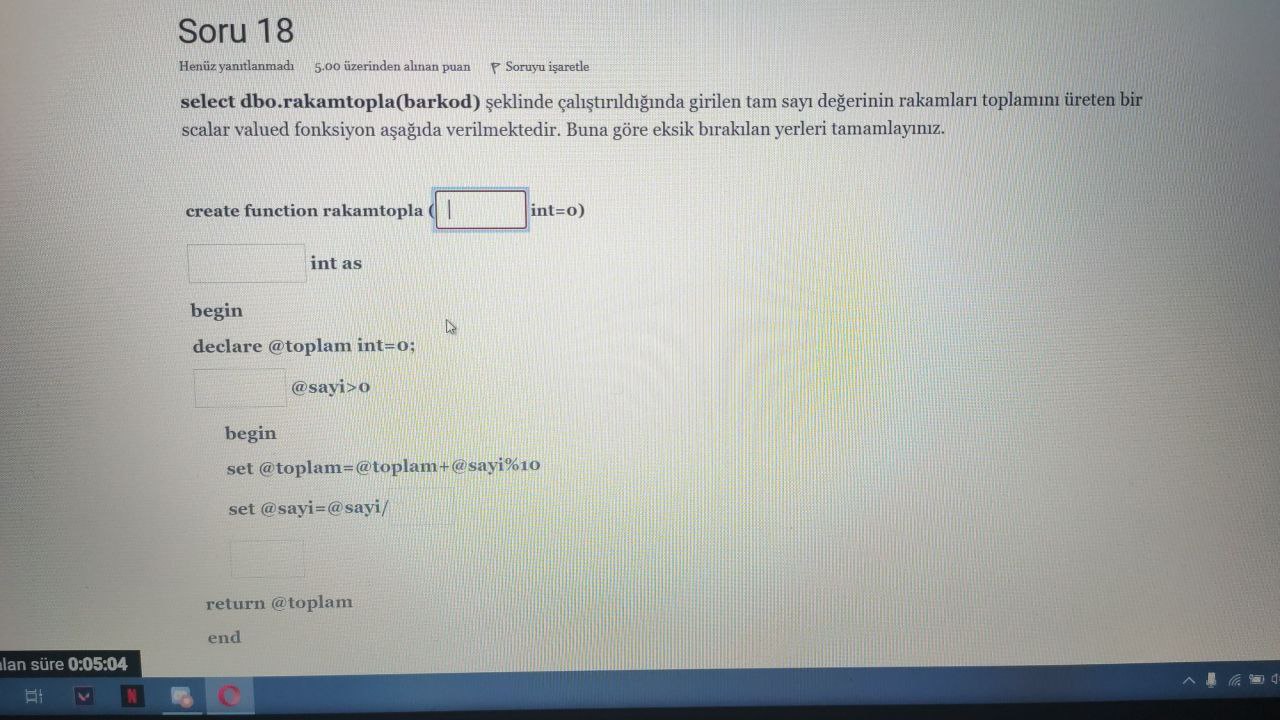 Soru 18
Henüz yanıtlanmadı 5.00 üzerinden alınan puan Soruyu işaretle
select dbo.rakamtopla(barkod) şeklinde çalıştırıldığında girilen tam sayı değerinin rakamları toplamını üreten bir
scalar valued fonksiyon aşağıda verilmektedir. Buna göre eksik bırakılan yerleri tamamlayınız.
create function rakamtopla ( int=0)
int as
begin
declare @toplam int=0;
@sayi>0
begin
set @toplam=@toplam+@sayi%10
set @sayi=@sayi/
return @toplam
end
lan süre 0:05:04